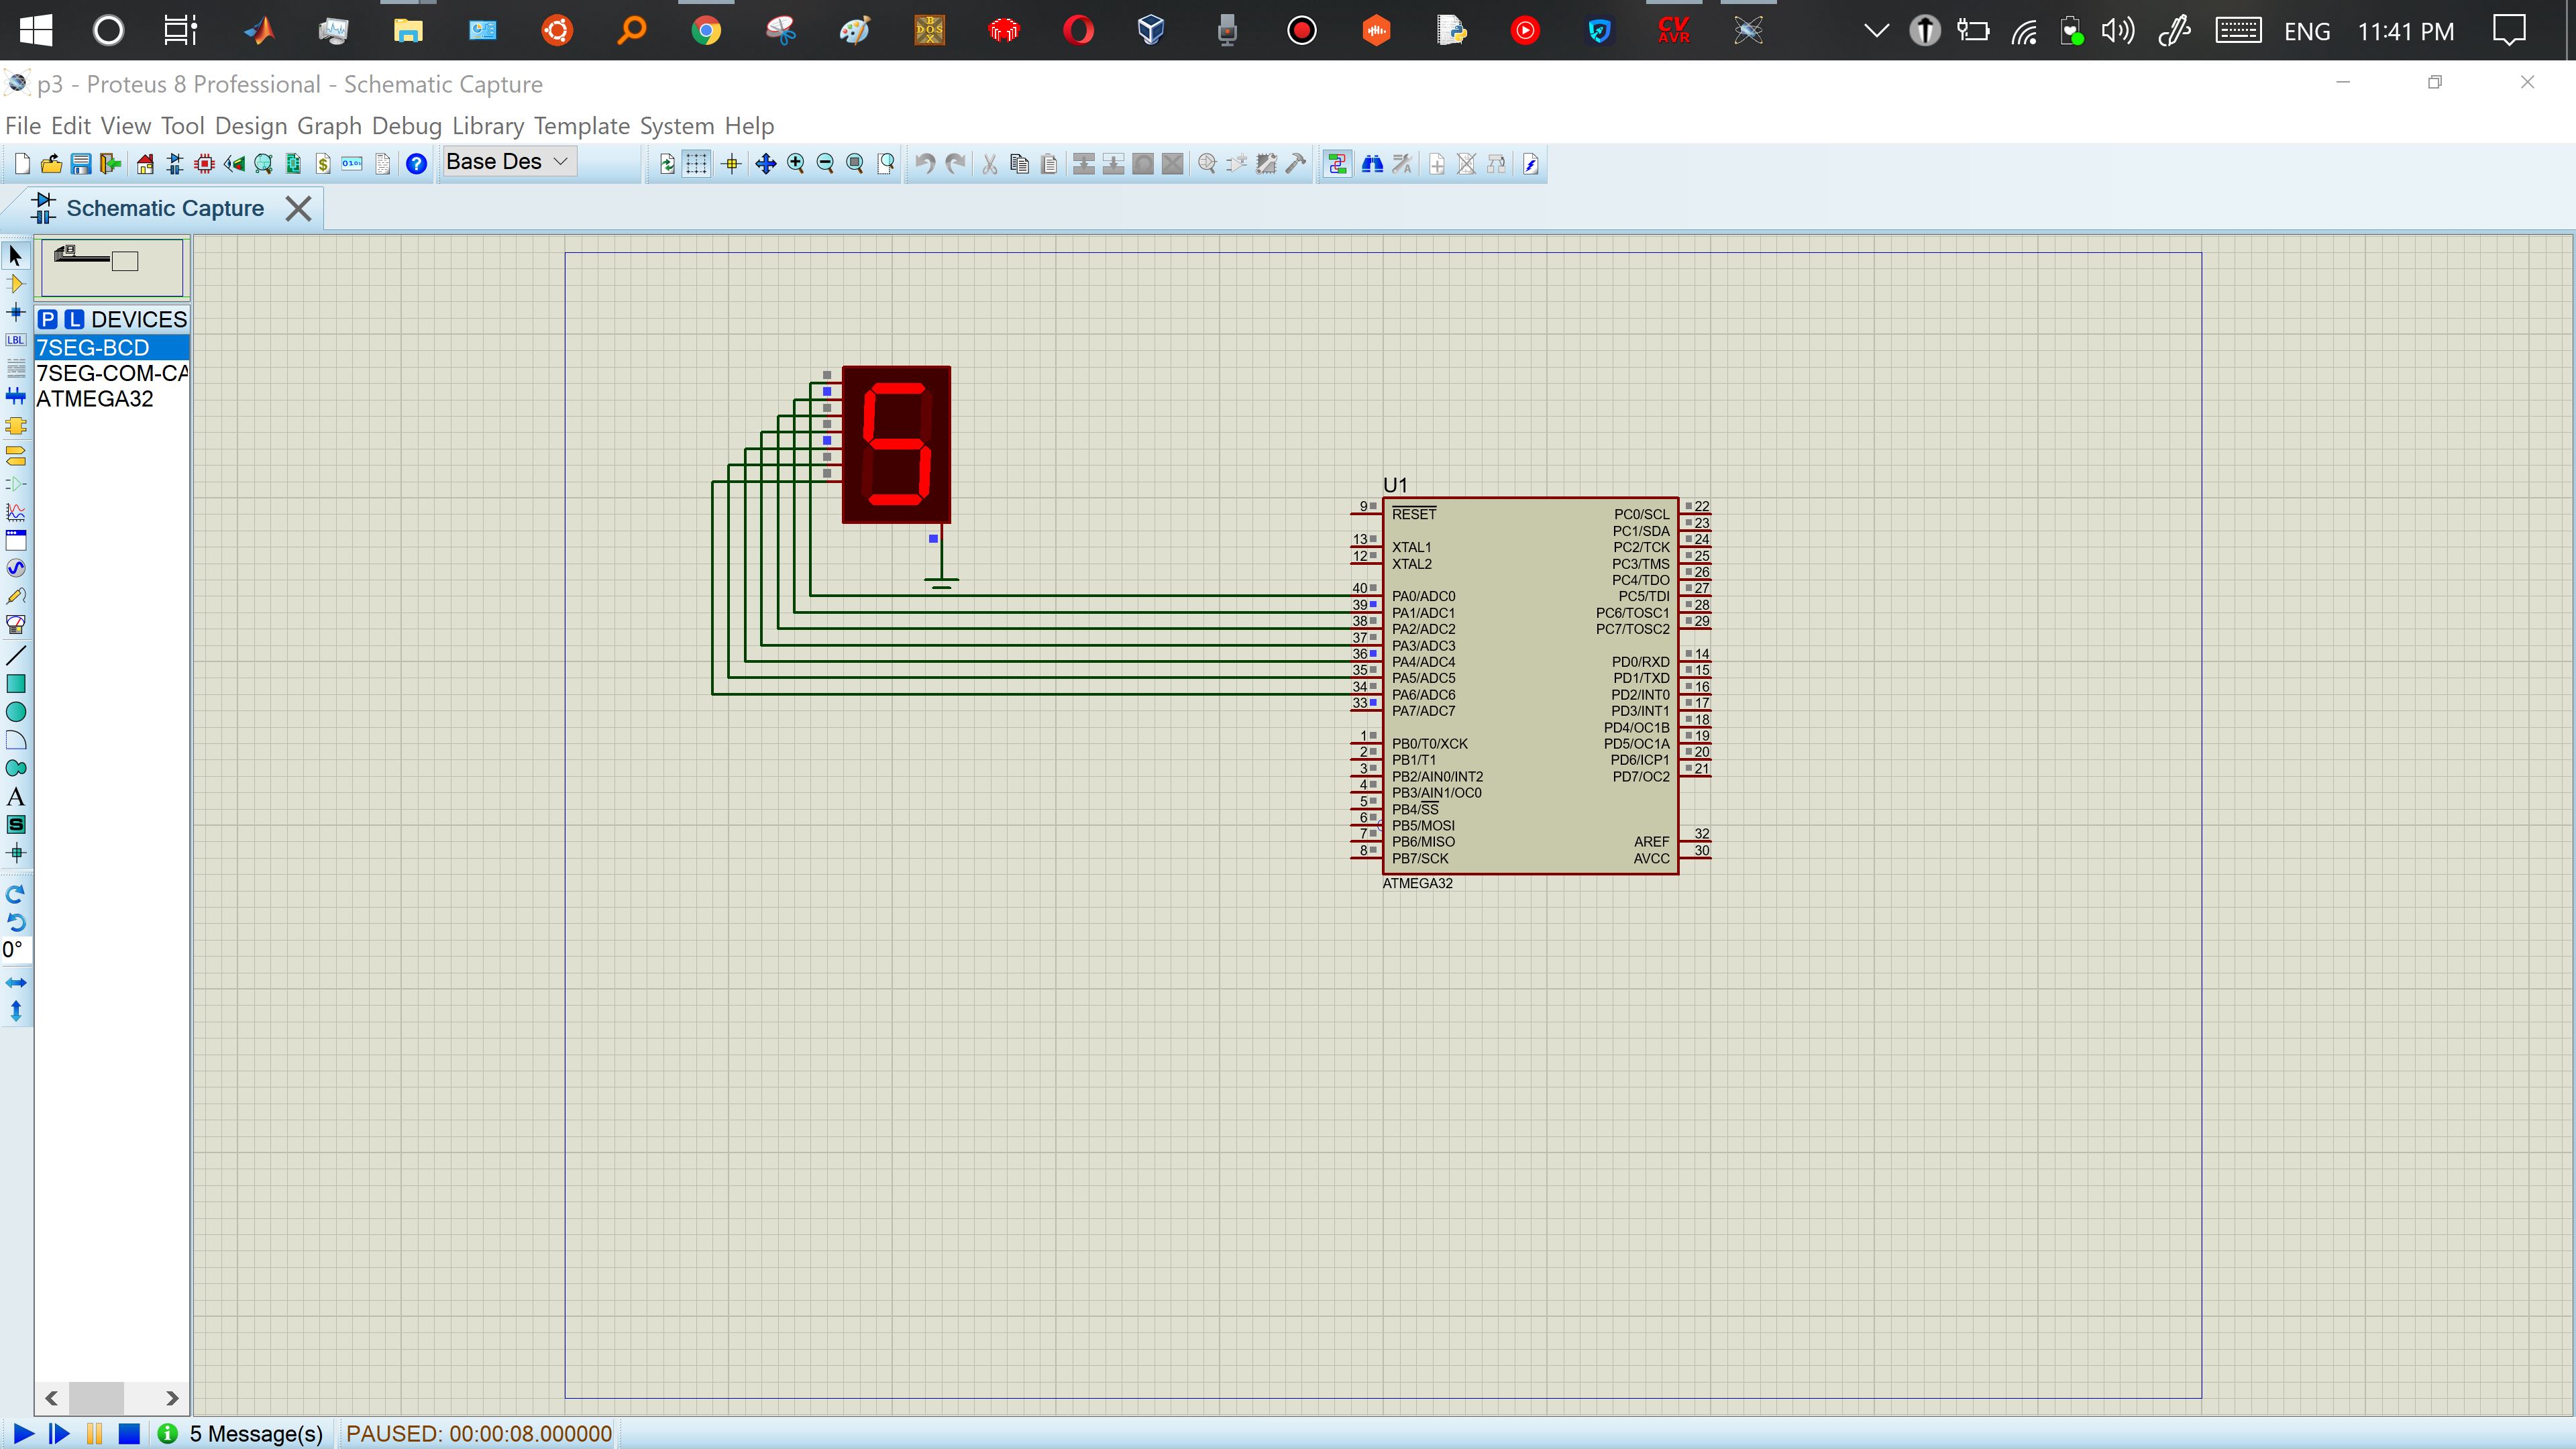 CV
AVR
BOX
DOS
ENG 11:41 PM
p3 - Proteus 8 Professional - Schematic Capture
File Edit View Tool Design Graph Debug Library Template System Help
Base Des
Schematic Capture
P L DEVICES
7SEG-BCD
7SEG-COM-CA
ATMEGA32
LBL
A
S
0°
5
U1
9 RESET
13 XTAL1
12 XTAL2
40 PA0/ADC0
39 PA1/ADC1
38 PA2/ADC2
37 PA3/ADC3
36 PA4/ADC4
35 PA5/ADC5
34 PA6/ADC6
33 PA7/ADC7
1 PB0/T0/XCK
2 PB1/T1
3 PB2/AIN0/INT2
4 PB3/AIN1/OC0
5 PB4/SS
6 PB5/MOSI
7 PB6/MISO
8 PB7/SCK
PC0/SCL 22
PC1/SDA 23
PC2/TCK 24
PC3/TMS 25
PC4/TDO 26
PC5/TDI 27
PC6/TOSC1 28
PC7/TOSC2 29
PD0/RXD 14
PD1/TXD 15
PD2/INT0 16
PD3/INT1 17
PD4/OC1B 18
PD5/OC1A 19
PD6/ICP1 20
PD7/OC2 21
AREF 32
AVCC 30
ATMEGA32
5 Message(s) PAUSED: 00:00:08.000000